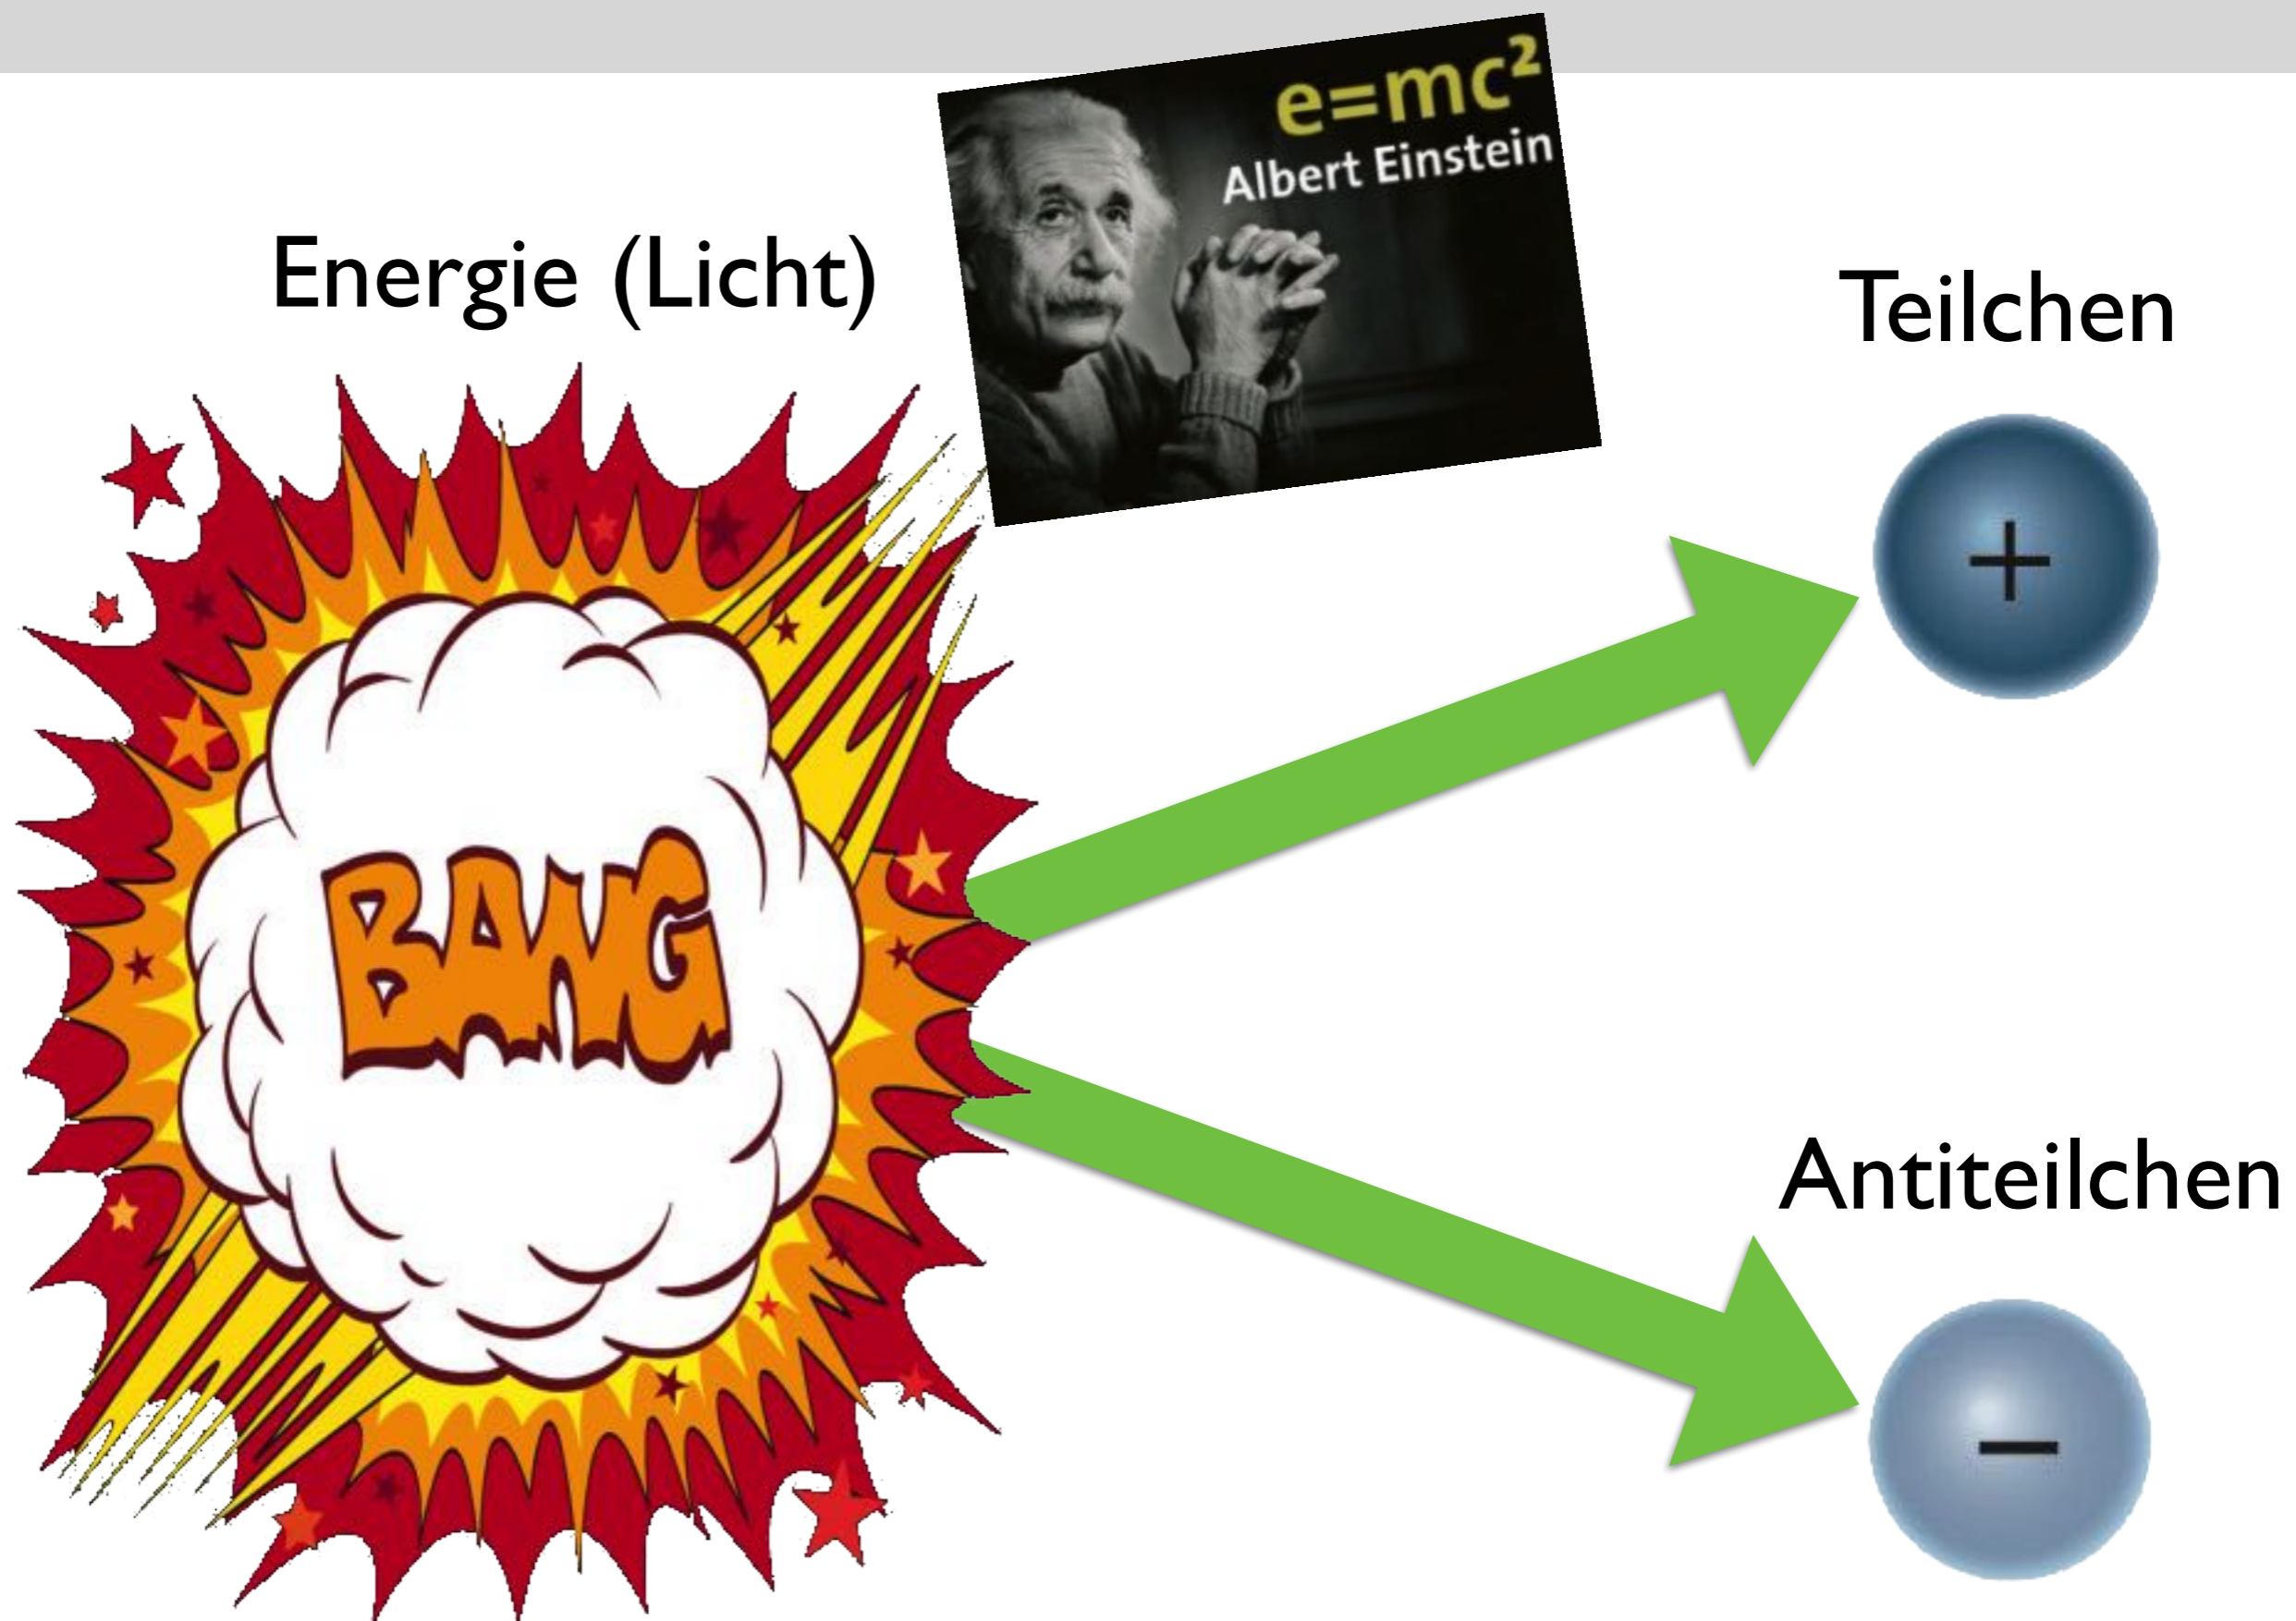 e=mc²
Albert Einstein
Energie (Licht)
Teilchen
+
BANG
Antiteilchen
−